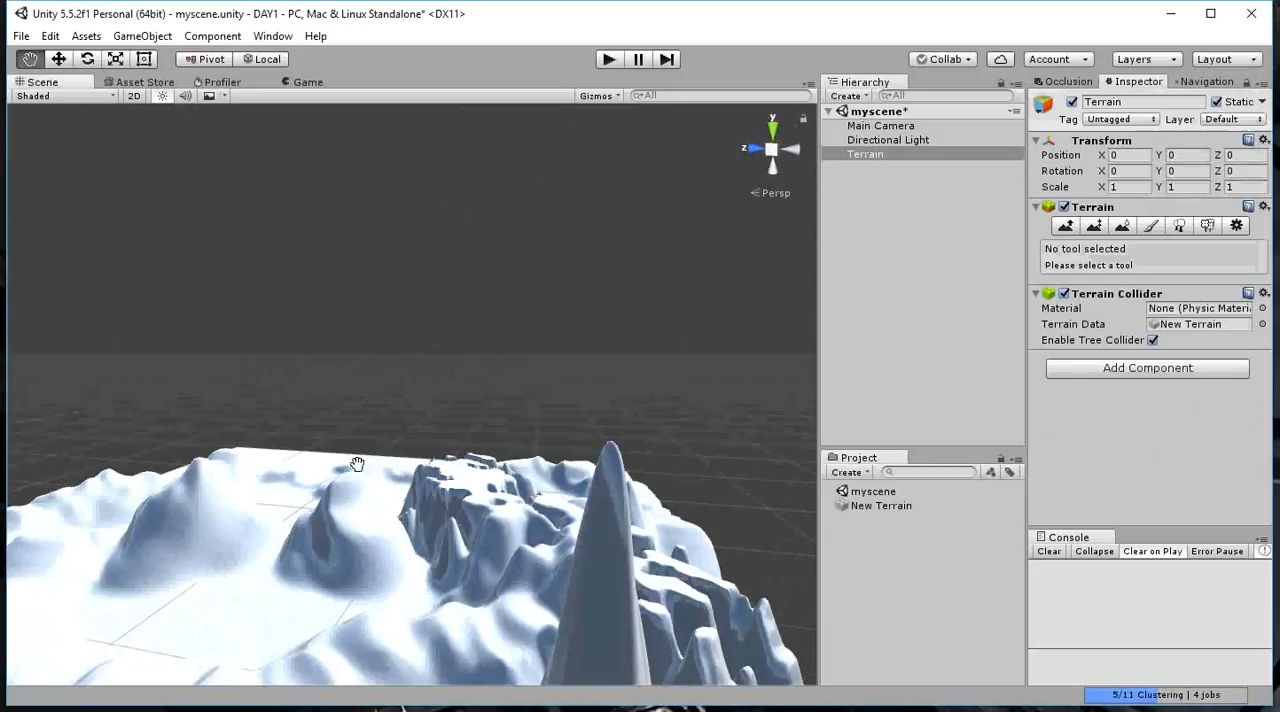 Unity 5.5.2f1 Personal (64bit) - myscene.unity - DAY1 - PC, Mac & Linux Standalone* <DX11>
File Edit Assets GameObject Component Window Help
Pivot Local Collab Account Layers Layout
Scene Asset Store Profiler Game
Shaded 2D Gizmos All
y
z
Persp
Hierarchy
Create All
myscene*
Main Camera
Directional Light
Terrain
Project
Create
myscene
New Terrain
Occlusion Inspector Navigation
Terrain Static
Tag Untagged Layer Default
Transform
Position X 0 Y 0 Z 0
Rotation X 0 Y 0 Z 0
Scale X 1 Y 1 Z 1
Terrain
No tool selected
Please select a tool
Terrain Collider
Material None (Physic Materi
Terrain Data New Terrain
Enable Tree Collider
Add Component
Console
Clear Collapse Clear on Play Error Pause
5/11 Clustering | 4 jobs